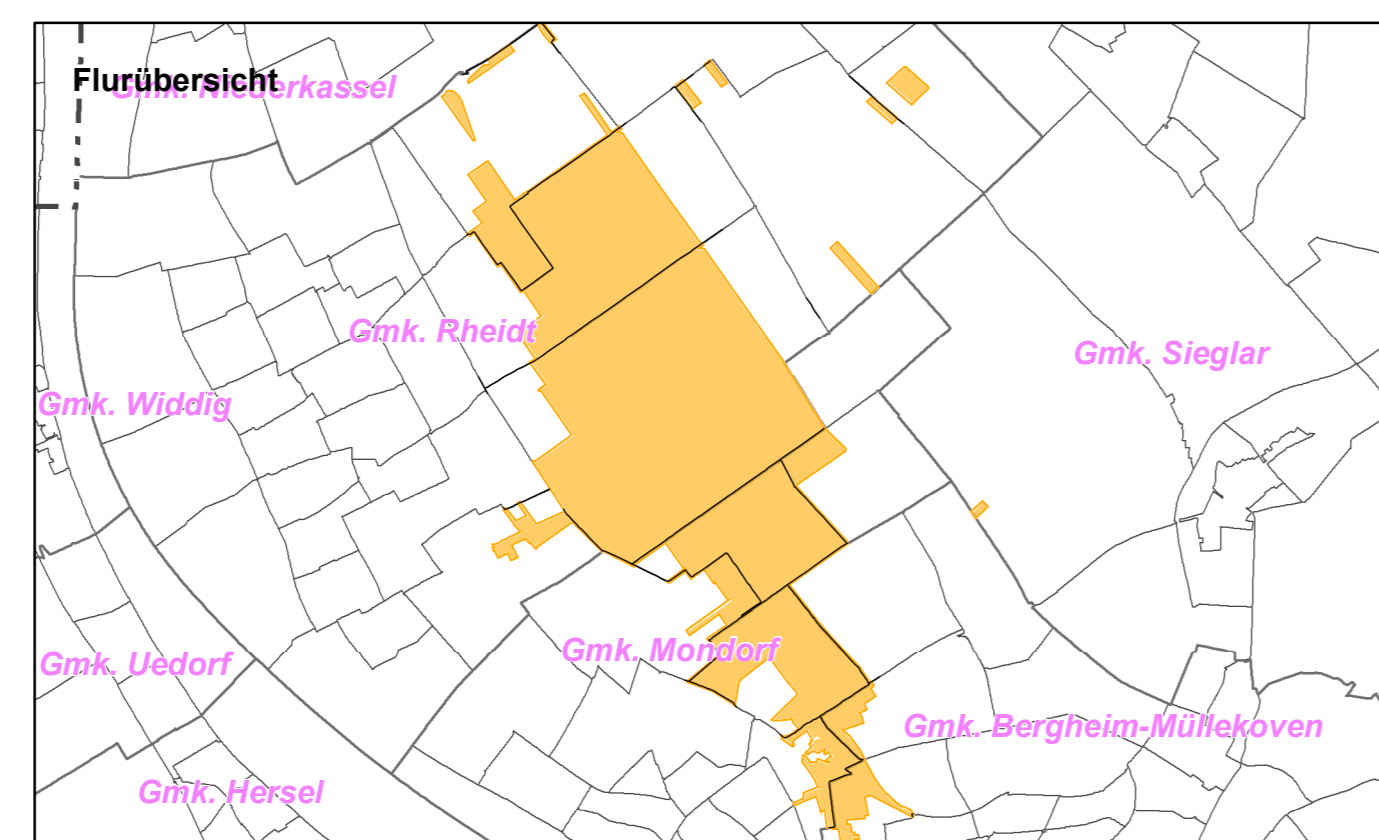 Flurübersicht
Gmk. Niederkassel
Gmk. Rheidt
Gmk. Sieglar
Gmk. Widdig
Gmk. Mondorf
Gmk. Uedorf
Gmk. Bergheim-Müllekoven
Gmk. Hersel